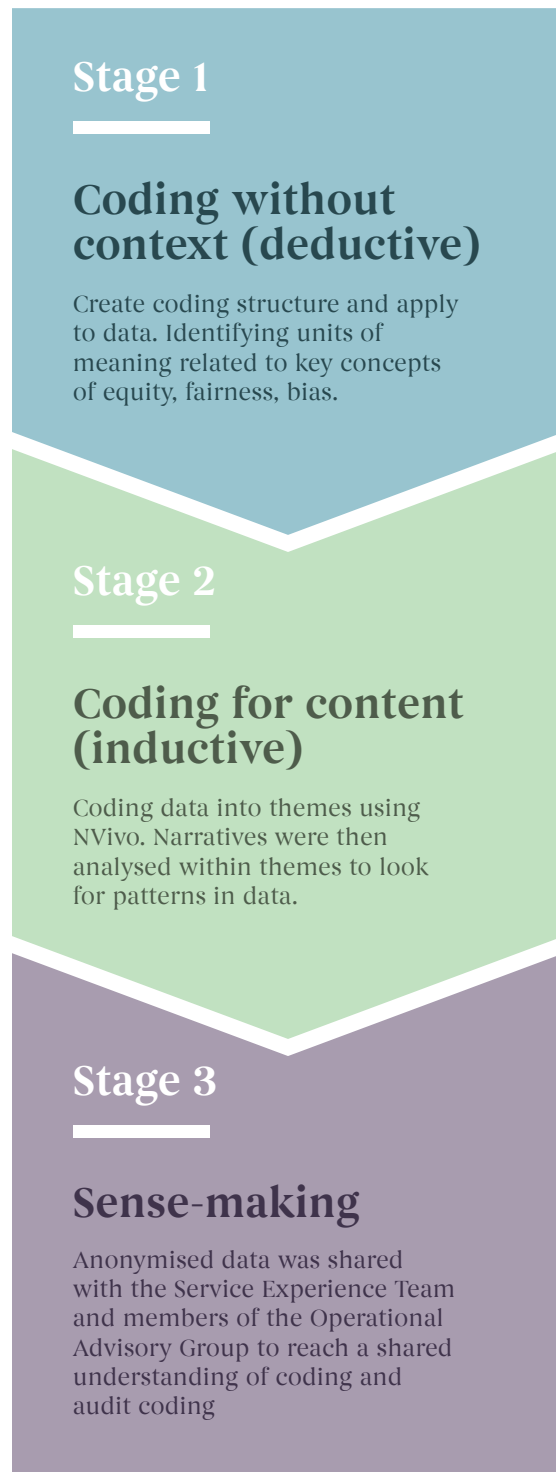 Stage 1
Coding without
context (deductive)
Create coding structure and apply
to data. Identifying units of
meaning related to key concepts
of equity, fairness, bias.
Stage 2
Coding for content
(inductive)
Coding data into themes using
NVivo. Narratives were then
analysed within themes to look
for patterns in data.
Stage 3
Sense-making
Anonymised data was shared
with the Service Experience Team
and members of the Operational
Advisory Group to reach a shared
understanding of coding and
audit coding